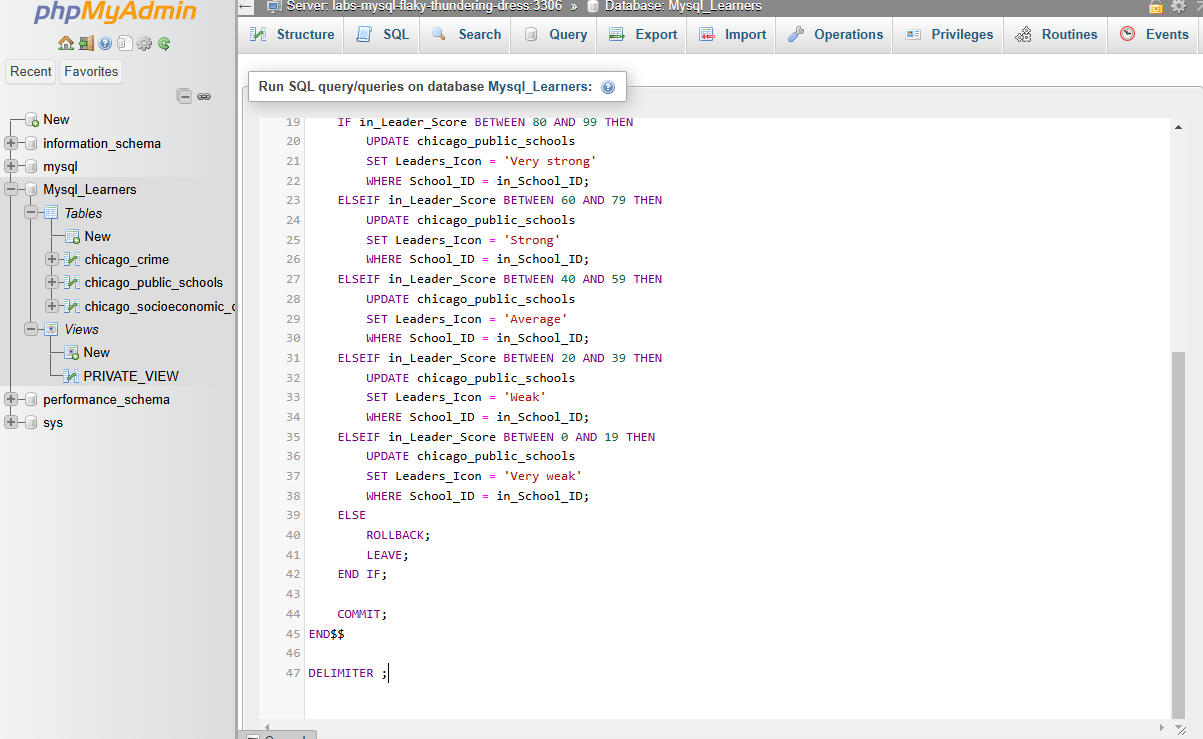 phpMyAdmin
Recent Favorites
New
information_schema
mysql
Mysql_Learners
Tables
New
chicago_crime
chicago_public_schools
chicago_socioeconomic_
Views
New
PRIVATE_VIEW
performance_schema
sys
Server: labs-mysql-flaky-thundering-dress:3306 » Database: Mysql_Learners
Structure SQL Search Query Export Import Operations Privileges Routines Events
Run SQL query/queries on database Mysql_Learners:
19 IF in_Leader_Score BETWEEN 80 AND 99 THEN
20 UPDATE chicago_public_schools
21 SET Leaders_Icon = 'Very strong'
22 WHERE School_ID = in_School_ID;
23 ELSEIF in_Leader_Score BETWEEN 60 AND 79 THEN
24 UPDATE chicago_public_schools
25 SET Leaders_Icon = 'Strong'
26 WHERE School_ID = in_School_ID;
27 ELSEIF in_Leader_Score BETWEEN 40 AND 59 THEN
28 UPDATE chicago_public_schools
29 SET Leaders_Icon = 'Average'
30 WHERE School_ID = in_School_ID;
31 ELSEIF in_Leader_Score BETWEEN 20 AND 39 THEN
32 UPDATE chicago_public_schools
33 SET Leaders_Icon = 'Weak'
34 WHERE School_ID = in_School_ID;
35 ELSEIF in_Leader_Score BETWEEN 0 AND 19 THEN
36 UPDATE chicago_public_schools
37 SET Leaders_Icon = 'Very weak'
38 WHERE School_ID = in_School_ID;
39 ELSE
40 ROLLBACK;
41 LEAVE;
42 END IF;
43
44 COMMIT;
45 END$$
46
47 DELIMITER ;